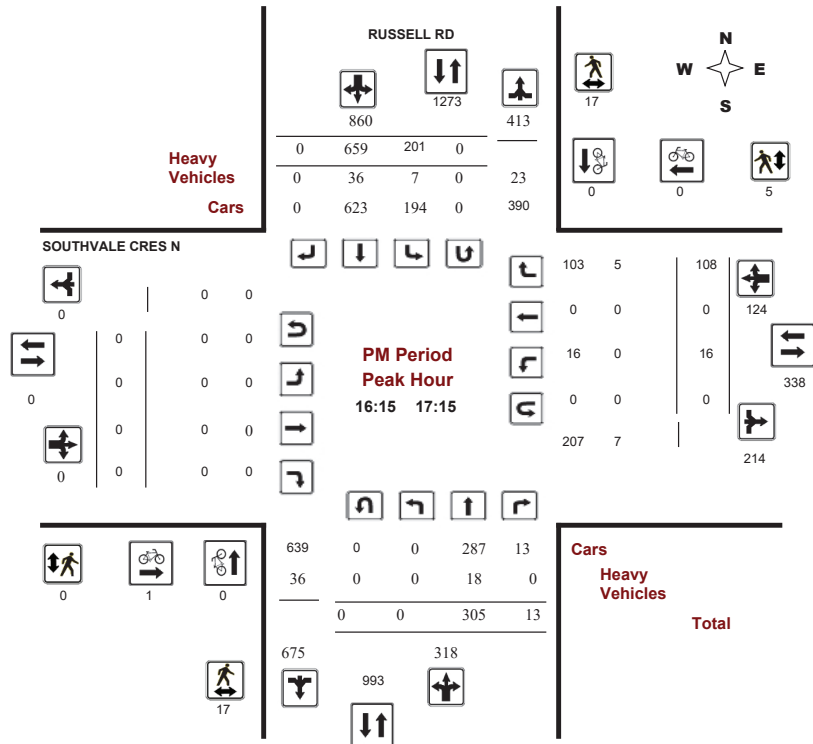 RUSSELL RD
N
W E
S
1273
17
860 413
0 659 201 0
Heavy
Vehicles
0 36 7 0 23
0 0 5
Cars 0 623 194 0 390
SOUTHVALE CRES N
103 5 108
0 0
0
124
0 0 0
0 0 0
PM Period
Peak Hour
16:15 17:15
16 0 16
338
0 0 0
0
0 0 0
0 0 0
207 7
214
0
0 0 0
639 0 0 287 13
Cars
36 0 0 18 0
Heavy
Vehicles
0 1 0
0 0 305 13
Total
675 318
993
17